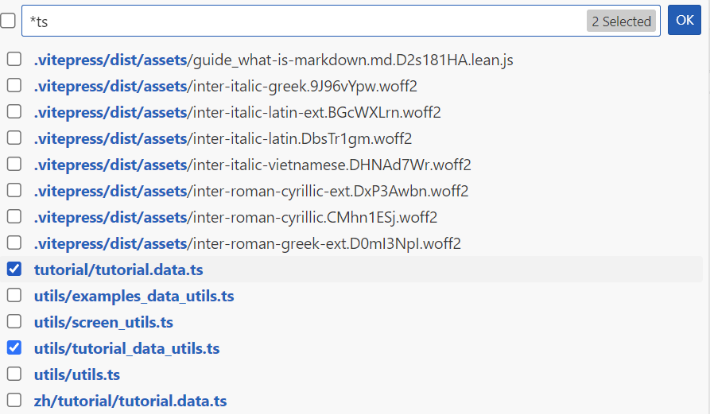 *ts 2 Selected OK
.vitepress/dist/assets/guide_what-is-markdown.md.D2s181HA.lean.js
.vitepress/dist/assets/inter-italic-greek.9J96vYpw.woff2
.vitepress/dist/assets/inter-italic-latin-ext.BGcWXLrn.woff2
.vitepress/dist/assets/inter-italic-latin.DbsTr1gm.woff2
.vitepress/dist/assets/inter-italic-vietnamese.DHNAd7Wr.woff2
.vitepress/dist/assets/inter-roman-cyrillic-ext.DxP3Awbn.woff2
.vitepress/dist/assets/inter-roman-cyrillic.CMhn1ESj.woff2
.vitepress/dist/assets/inter-roman-greek-ext.D0mI3NpI.woff2
tutorial/tutorial.data.ts
utils/examples_data_utils.ts
utils/screen_utils.ts
utils/tutorial_data_utils.ts
utils/utils.ts
zh/tutorial/tutorial.data.ts